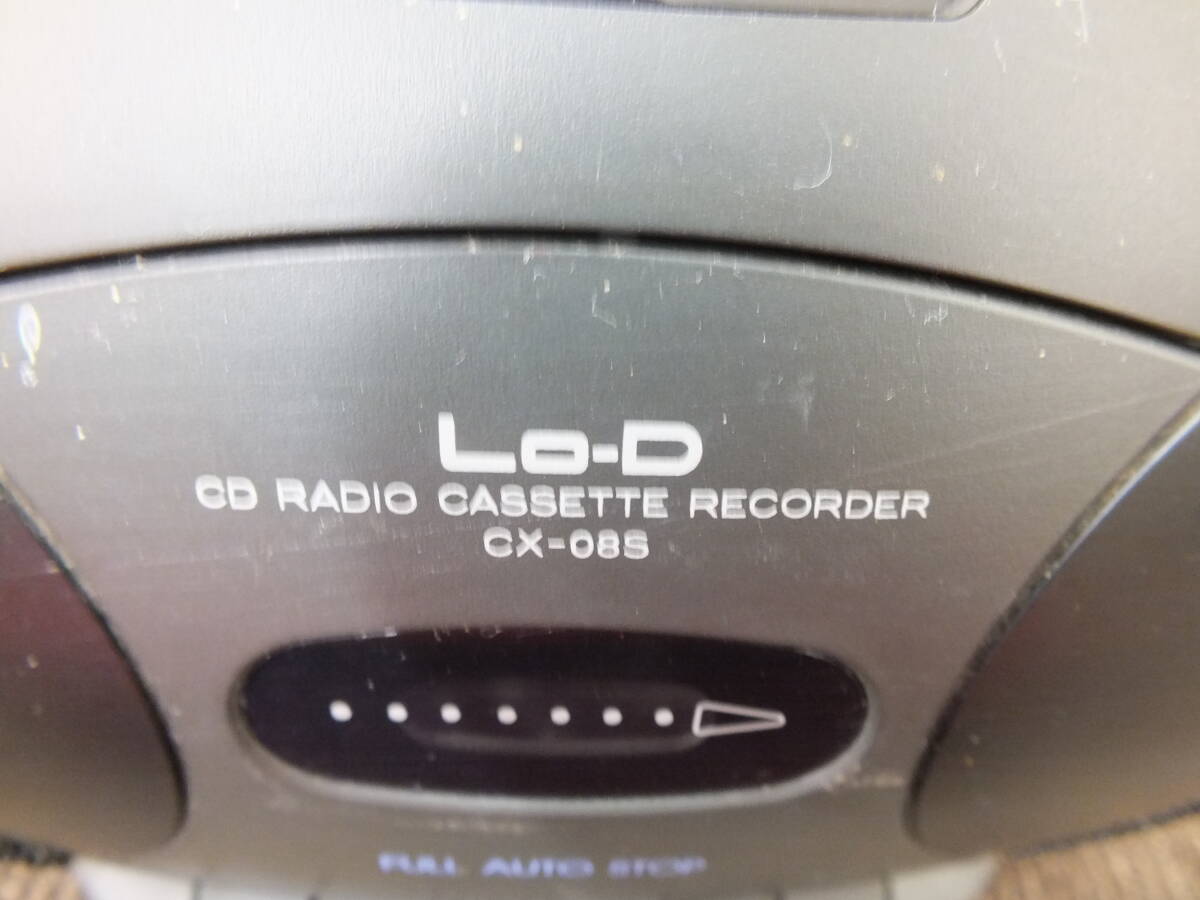 Lo-D
CD RADIO CASSETTE RECORDER
CX-08S
FULL AUTO STOP